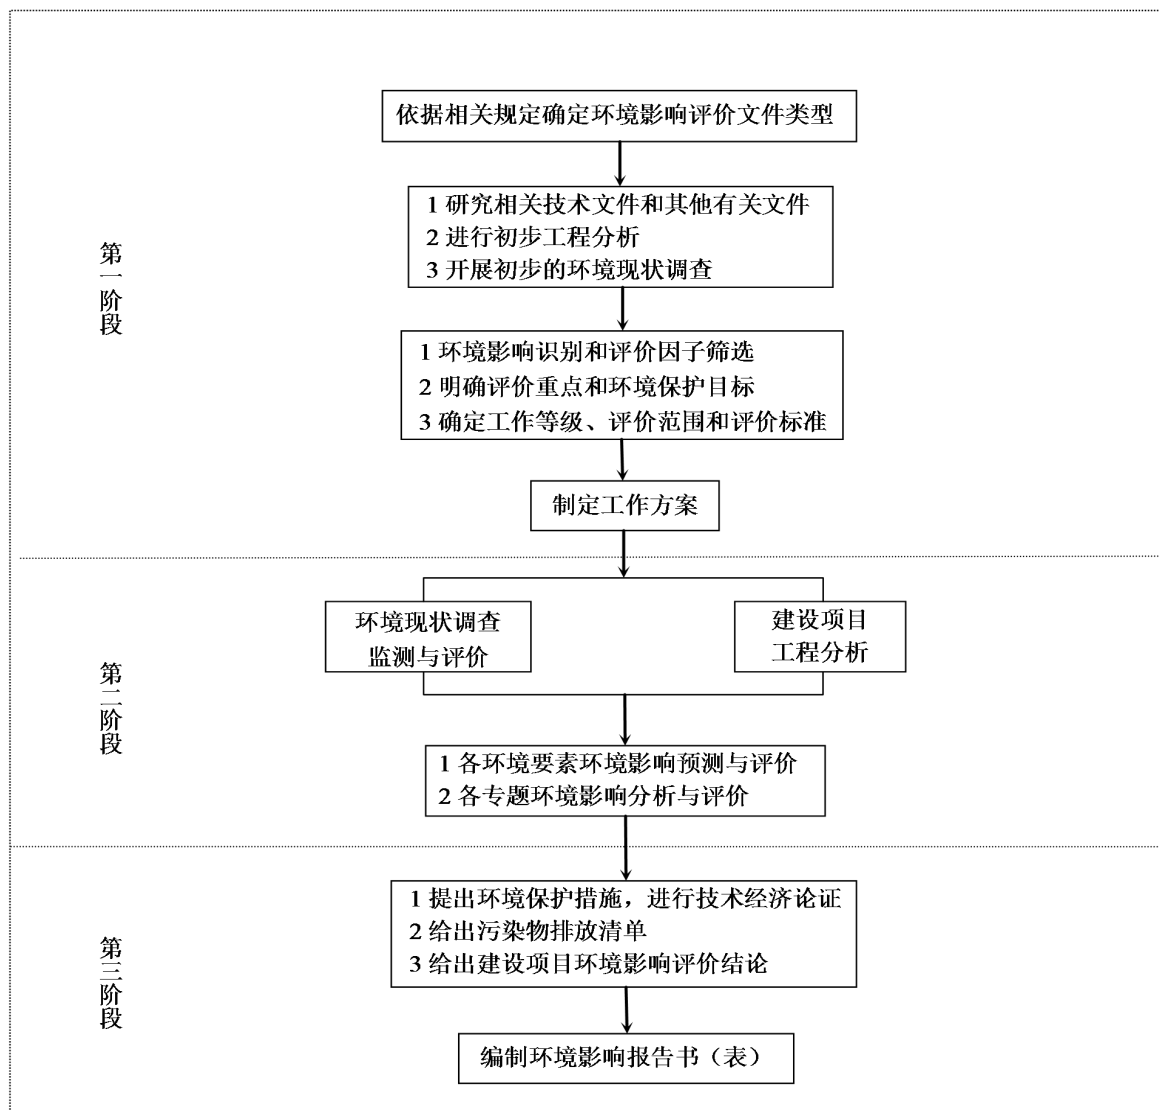 依据相关规定确定环境影响评价文件类型
第一阶段
1 研究相关技术文件和其他有关文件
2 进行初步工程分析
3 开展初步的环境现状调查
1 环境影响识别和评价因子筛选
2 明确评价重点和环境保护目标
3 确定工作等级、评价范围和评价标准
制定工作方案
第二阶段
环境现状调查
监测与评价
建设项目
工程分析
1 各环境要素环境影响预测与评价
2 各专题环境影响分析与评价
第三阶段
1 提出环境保护措施，进行技术经济论证
2 给出污染物排放清单
3 给出建设项目环境影响评价结论
编制环境影响报告书（表）